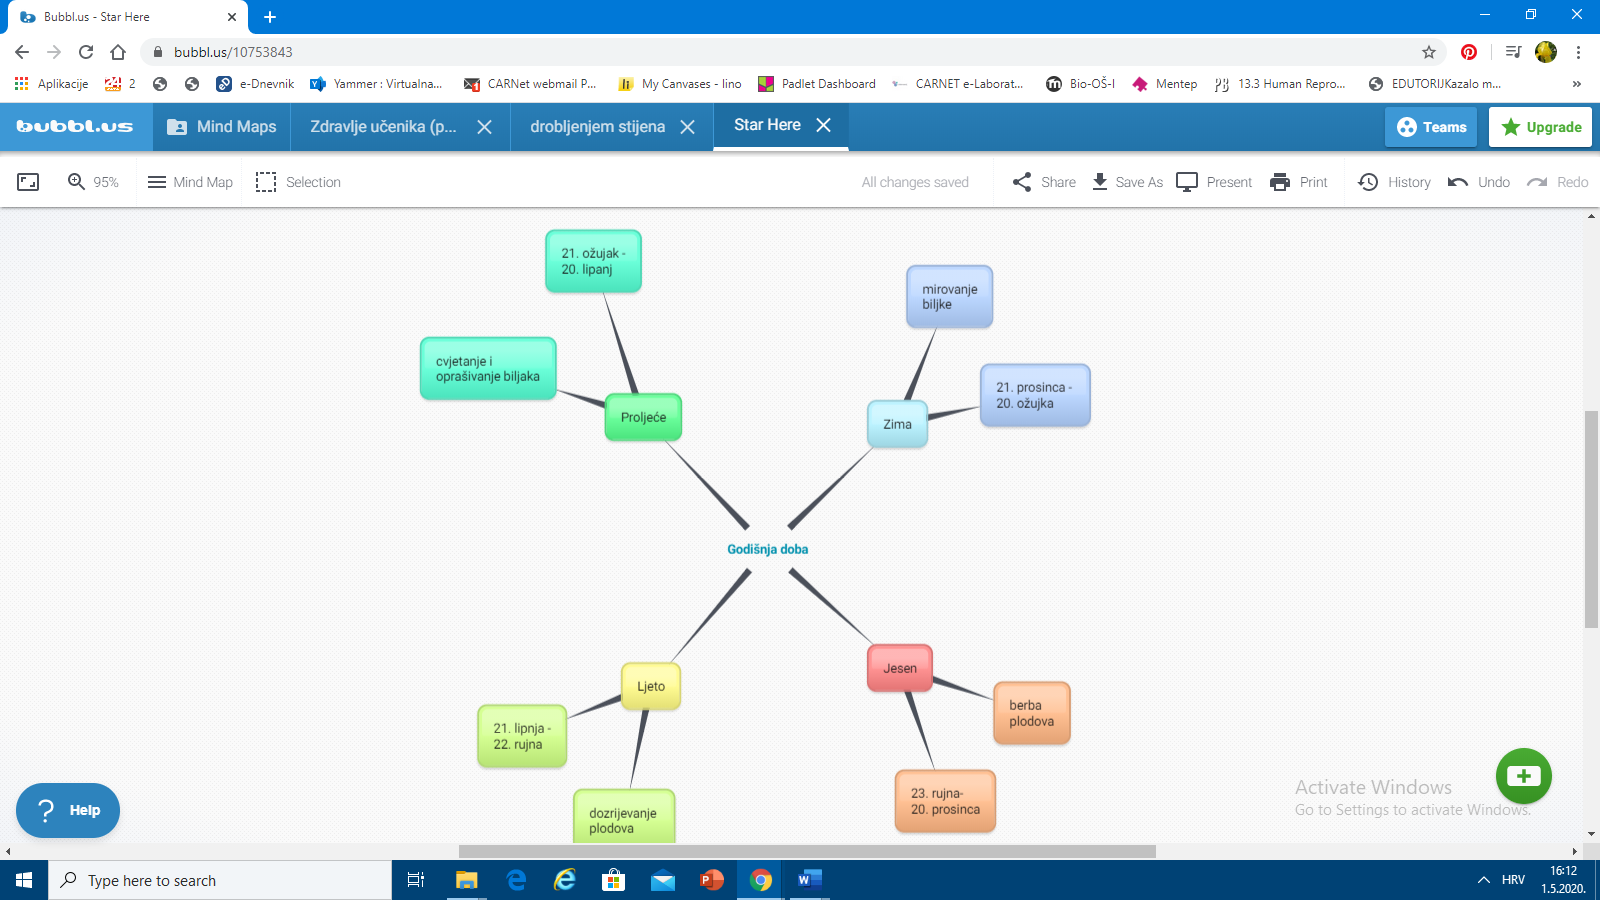 Bubbl.us - Star Here
bubbl.us/10753843
Aplikacije
2
e-Dnevnik
Yammer : Virtualna...
CARNet webmail P...
My Canvases - lino
Padlet Dashboard
CARNET e-Laborat...
Bio-OŠ-I
Mentep
13.3 Human Repro...
EDUTORIJKazalo m...
»
bubbl.us
Mind Maps
Zdravlje učenika (p...
drobljenjem stijena
Star Here
Teams
Upgrade
95%
Mind Map
Selection
All changes saved
Share
Save As
Present
Print
History
Undo
Redo
21. ožujak -
20. lipanj
cvjetanje i
oprašivanje biljaka
Proljeće
mirovanje
biljke
21. prosinca -
20. ožujka
Zima
Godišnja doba
Ljeto
21. lipnja -
22. rujna
dozrijevanje
plodova
Jesen
berba
plodova
23. rujna-
20. prosinca
Activate Windows
Go to Settings to activate Windows.
? Help
Type here to search
HRV
16:12
1.5.2020.